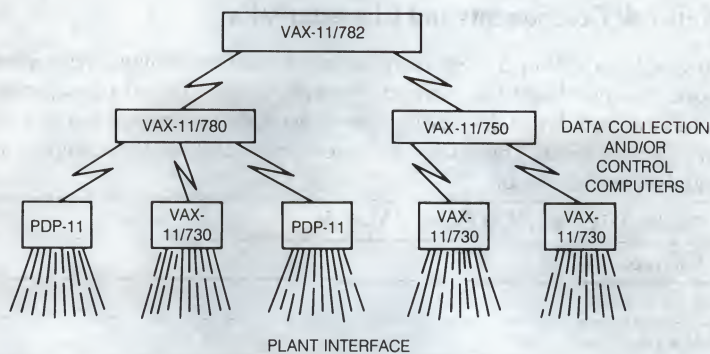 VAX-11/782
VAX-11/780
VAX-11/750
DATA COLLECTION
AND/OR
CONTROL
COMPUTERS
PDP-11
VAX-
11/730
PDP-11
VAX-
11/730
VAX-
11/730
PLANT INTERFACE